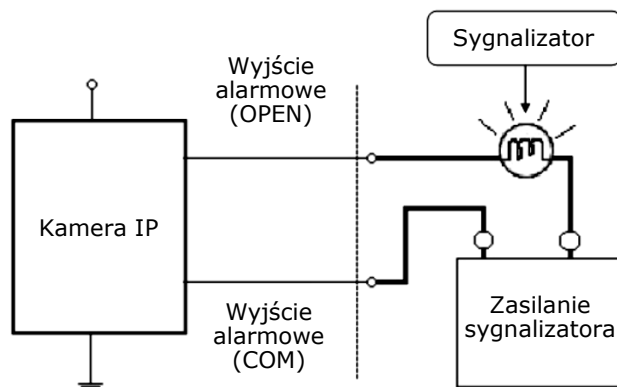 Sygnalizator
Wyjście
alarmowe
(OPEN)
Kamera IP
Wyjście
alarmowe
(COM)
Zasilanie
sygnalizatora